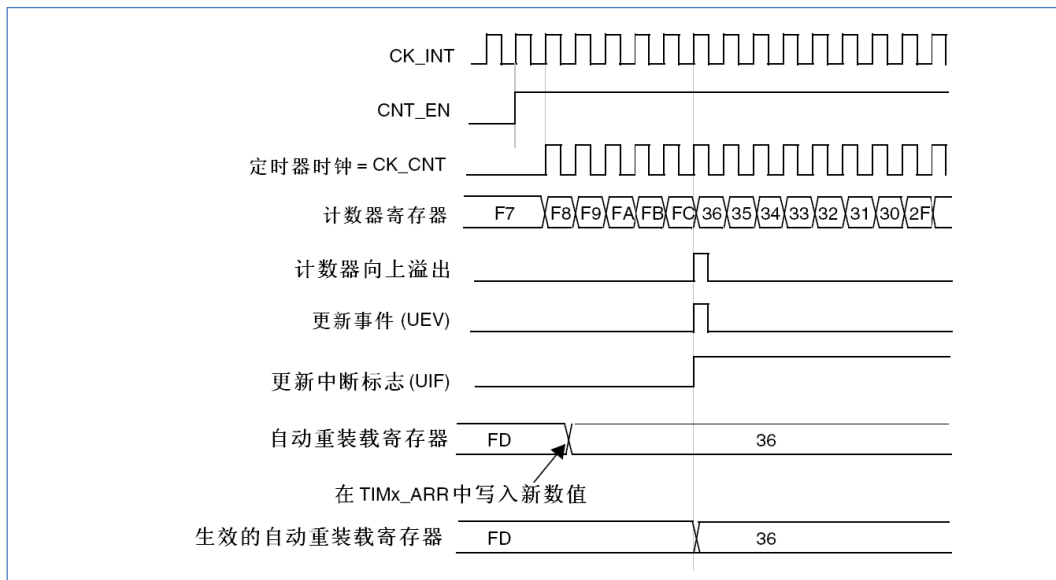 CK_INT
CNT_EN
定时器时钟 = CK_CNT
计数器寄存器 F7 F8 F9 FA FB FC 36 35 34 33 32 31 30 2F
计数器向上溢出
更新事件 (UEV)
更新中断标志 (UIF)
自动重装载寄存器 FD 36
在 TIMx_ARR 中写入新数值
生效的自动重装载寄存器 FD 36